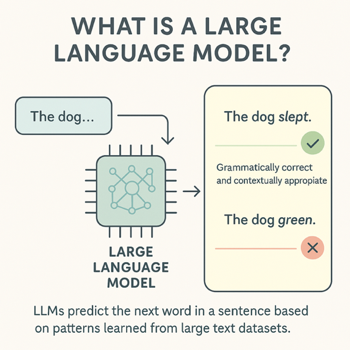 WHAT IS A LARGE
LANGUAGE MODEL?
The dog...
LARGE
LANGUAGE
MODEL
The dog slept.
Grammatically correct
and contextually appropiate
The dog green.
LLMs predict the next word in a sentence based
on patterns learned from large text datasets.